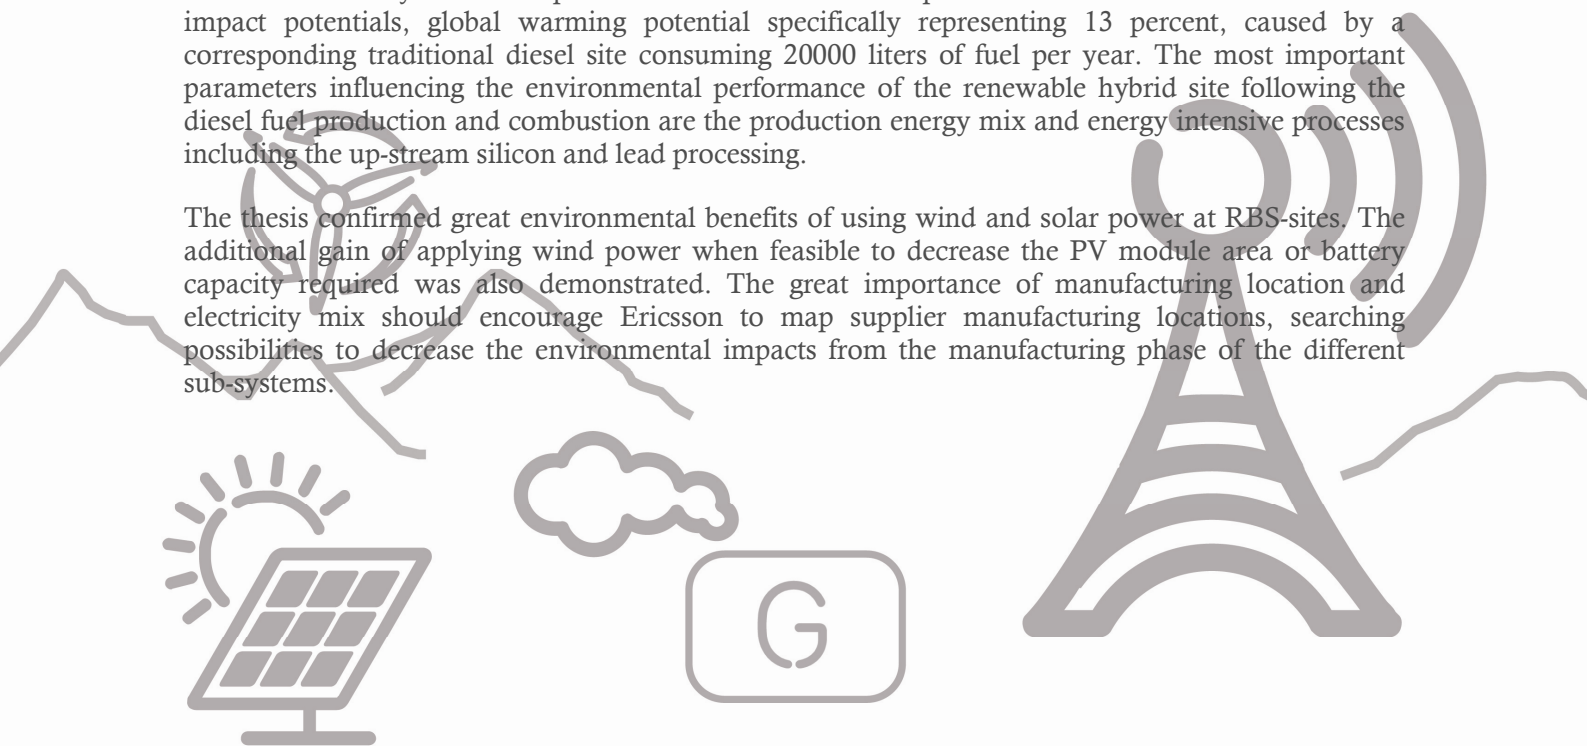 impact potentials, global warming potential specifically representing 13 percent, caused by a
corresponding traditional diesel site consuming 20000 liters of fuel per year. The most important
parameters influencing the environmental performance of the renewable hybrid site following the
diesel fuel production and combustion are the production energy mix and energy intensive processes
including the up-stream silicon and lead processing.
The thesis confirmed great environmental benefits of using wind and solar power at RBS-sites. The
additional gain of applying wind power when feasible to decrease the PV module area or battery
capacity required was also demonstrated. The great importance of manufacturing location and
electricity mix should encourage Ericsson to map supplier manufacturing locations, searching
possibilities to decrease the environmental impacts from the manufacturing phase of the different
sub-systems.
G